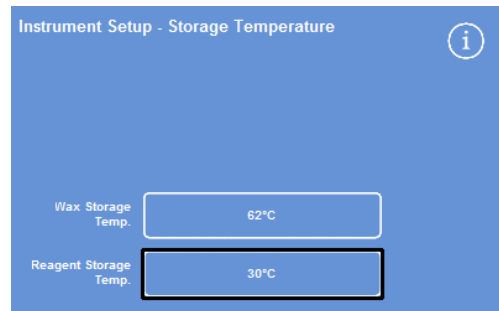 Instrument Setup - Storage Temperature
i
Wax Storage
Temp.
62°C
Reagent Storage
Temp.
30°C